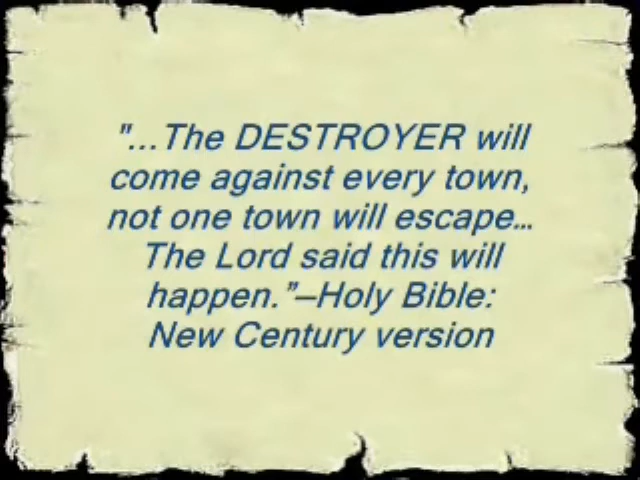 "...The DESTROYER will
come against every town,
not one town will escape...
The Lord said this will
happen."–Holy Bible:
New Century version